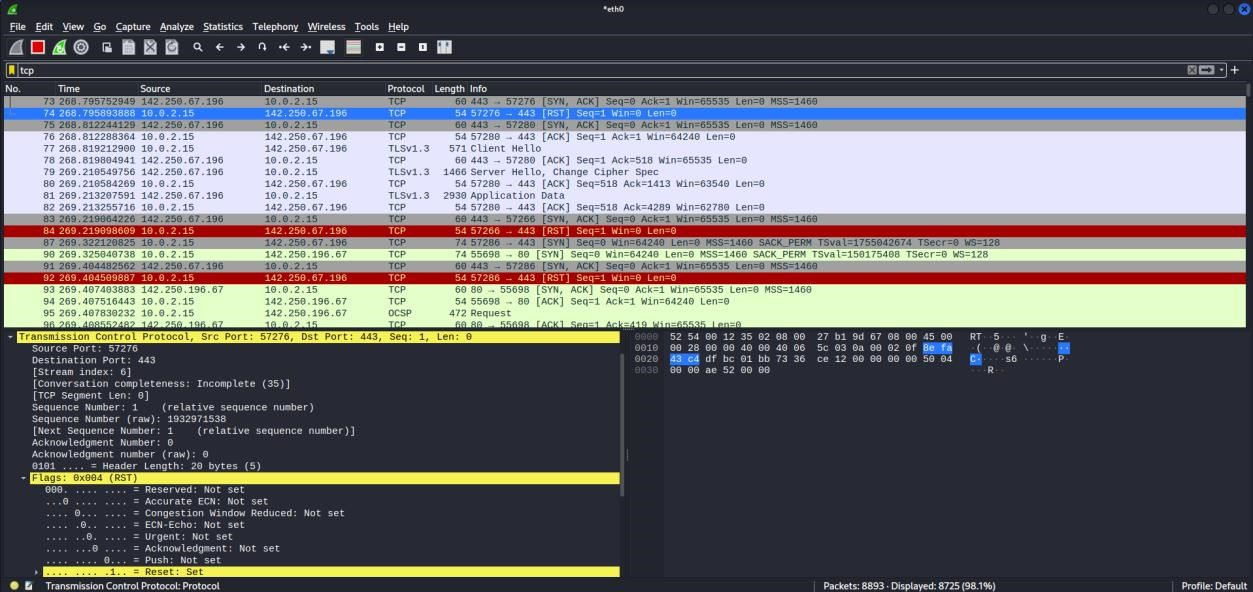 *eth0
File Edit View Go Capture Analyze Statistics Telephony Wireless Tools Help
tcp
No. Time Source Destination Protocol Length Info
73 268.795752949 142.250.67.196 10.0.2.15 TCP 60 443 → 57276 [SYN, ACK] Seq=0 Ack=1 Win=65535 Len=0 MSS=1460
74 268.795893888 10.0.2.15 142.250.67.196 TCP 54 57276 → 443 [RST] Seq=1 Win=0 Len=0
75 268.812244129 142.250.67.196 10.0.2.15 TCP 60 443 → 57280 [SYN, ACK] Seq=0 Ack=1 Win=65535 Len=0 MSS=1460
76 268.812288364 10.0.2.15 142.250.67.196 TCP 54 57280 → 443 [ACK] Seq=1 Ack=1 Win=64240 Len=0
77 268.819212900 10.0.2.15 142.250.67.196 TLSv1.3 571 Client Hello
78 268.819804941 142.250.67.196 10.0.2.15 TCP 60 443 → 57280 [ACK] Seq=1 Ack=518 Win=65535 Len=0
79 269.210549756 142.250.67.196 10.0.2.15 TLSv1.3 1466 Server Hello, Change Cipher Spec
80 269.210584269 10.0.2.15 142.250.67.196 TCP 54 57280 → 443 [ACK] Seq=518 Ack=1413 Win=63540 Len=0
81 269.213207591 142.250.67.196 10.0.2.15 TLSv1.3 2930 Application Data
82 269.213255716 10.0.2.15 142.250.67.196 TCP 54 57280 → 443 [ACK] Seq=518 Ack=4289 Win=62780 Len=0
83 269.219064226 142.250.67.196 10.0.2.15 TCP 60 443 → 57266 [SYN, ACK] Seq=0 Ack=1 Win=65535 Len=0 MSS=1460
84 269.219098609 10.0.2.15 142.250.67.196 TCP 54 57266 → 443 [RST] Seq=1 Win=0 Len=0
87 269.322120825 10.0.2.15 142.250.67.196 TCP 74 57286 → 443 [SYN] Seq=0 Win=64240 Len=0 MSS=1460 SACK_PERM TSval=1755042674 TSecr=0 WS=128
90 269.325040738 10.0.2.15 142.250.196.67 TCP 74 55698 → 80 [SYN] Seq=0 Win=64240 Len=0 MSS=1460 SACK_PERM TSval=150175408 TSecr=0 WS=128
91 269.404482562 142.250.67.196 10.0.2.15 TCP 60 443 → 57286 [SYN, ACK] Seq=0 Ack=1 Win=65535 Len=0 MSS=1460
92 269.404509887 10.0.2.15 142.250.67.196 TCP 54 57286 → 443 [RST] Seq=1 Win=0 Len=0
93 269.407403883 142.250.196.67 10.0.2.15 TCP 60 80 → 55698 [SYN, ACK] Seq=0 Ack=1 Win=65535 Len=0 MSS=1460
94 269.407516443 10.0.2.15 142.250.196.67 TCP 54 55698 → 80 [ACK] Seq=1 Ack=1 Win=64240 Len=0
95 269.407830232 10.0.2.15 142.250.196.67 OCSP 472 Request
96 269.408552482 142.250.196.67 10.0.2.15 TCP 60 80 → 55698 [ACK] Seq=1 Ack=419 Win=65535 Len=0
Transmission Control Protocol, Src Port: 57276, Dst Port: 443, Seq: 1, Len: 0
Source Port: 57276
Destination Port: 443
[Stream index: 6]
[Conversation completeness: Incomplete (35)]
[TCP Segment Len: 0]
Sequence Number: 1 (relative sequence number)
Sequence Number (raw): 1932971538
[Next Sequence Number: 1 (relative sequence number)]
Acknowledgment Number: 0
Acknowledgment number (raw): 0
0101 .... = Header Length: 20 bytes (5)
Flags: 0x004 (RST)
000. .... .... = Reserved: Not set
...0 .... .... = Accurate ECN: Not set
.... 0... .... = Congestion Window Reduced: Not set
.... .0.. .... = ECN-Echo: Not set
.... ..0. .... = Urgent: Not set
.... ...0 .... = Acknowledgment: Not set
.... .... 0... = Push: Not set
.... .... .1.. = Reset: Set
0000 52 54 00 12 35 02 08 00 27 b1 9d 67 08 00 45 00 RT··5···'··g··E·
0010 00 28 00 00 40 00 40 06 5c 03 0a 00 02 0f 8e fa ·(··@·@·\·······
0020 43 c4 df bc 01 bb 73 36 ce 12 00 00 00 00 50 04 C·····s6······P·
0030 00 00 ae 52 00 00 ···R··
Transmission Control Protocol: Protocol
Packets: 8893 · Displayed: 8725 (98.1%)
Profile: Default